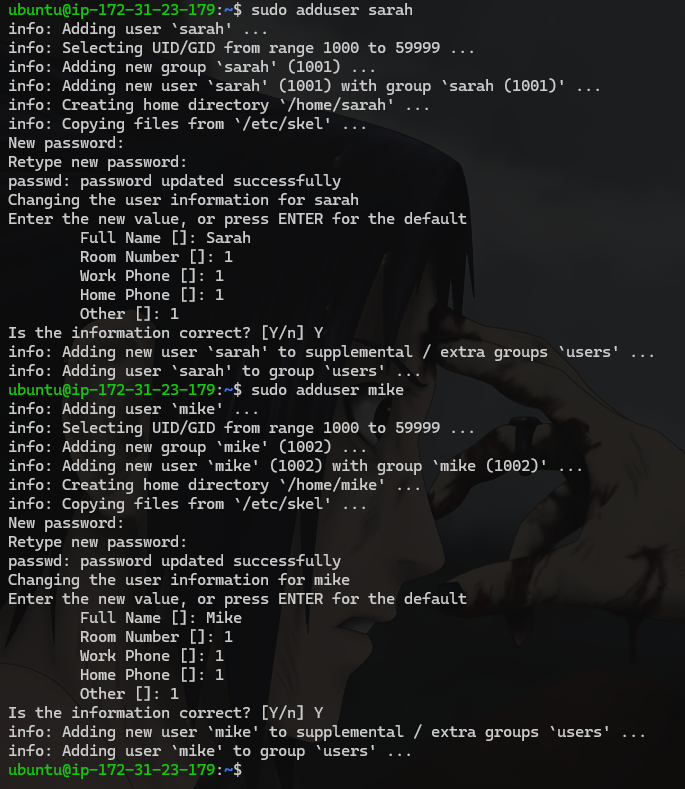 ubuntu@ip-172-31-23-179:~$ sudo adduser sarah
info: Adding user `sarah' ...
info: Selecting UID/GID from range 1000 to 59999 ...
info: Adding new group `sarah' (1001) ...
info: Adding new user `sarah' (1001) with group `sarah (1001)' ...
info: Creating home directory `/home/sarah' ...
info: Copying files from `/etc/skel' ...
New password:
Retype new password:
passwd: password updated successfully
Changing the user information for sarah
Enter the new value, or press ENTER for the default
        Full Name []: Sarah
        Room Number []: 1
        Work Phone []: 1
        Home Phone []: 1
        Other []: 1
Is the information correct? [Y/n] Y
info: Adding new user `sarah' to supplemental / extra groups `users' ...
info: Adding user `sarah' to group `users' ...
ubuntu@ip-172-31-23-179:~$ sudo adduser mike
info: Adding user `mike' ...
info: Selecting UID/GID from range 1000 to 59999 ...
info: Adding new group `mike' (1002) ...
info: Adding new user `mike' (1002) with group `mike (1002)' ...
info: Creating home directory `/home/mike' ...
info: Copying files from `/etc/skel' ...
New password:
Retype new password:
passwd: password updated successfully
Changing the user information for mike
Enter the new value, or press ENTER for the default
        Full Name []: Mike
        Room Number []: 1
        Work Phone []: 1
        Home Phone []: 1
        Other []: 1
Is the information correct? [Y/n] Y
info: Adding new user `mike' to supplemental / extra groups `users' ...
info: Adding user `mike' to group `users' ...
ubuntu@ip-172-31-23-179:~$